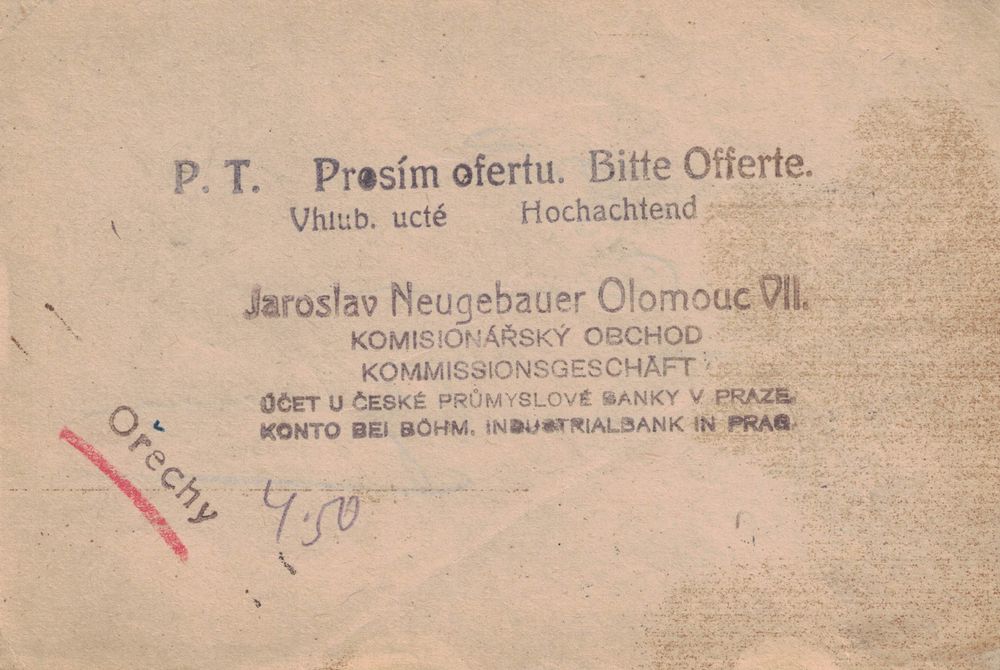 P. T. Prosím ofertu. Bitte Offerte.
Vhlub. ucté Hochachtend
Jaroslav Neugebauer Olomouc VII.
KOMISIONÁŘSKÝ OBCHOD
KOMMISSIONSGESCHÄFT
ÚČET U ČESKÉ PRŮMYSLOVÉ BANKY V PRAZE.
KONTO BEI BÖHM. INDUSTRIALBANK IN PRAG.
Ořechy
4.50